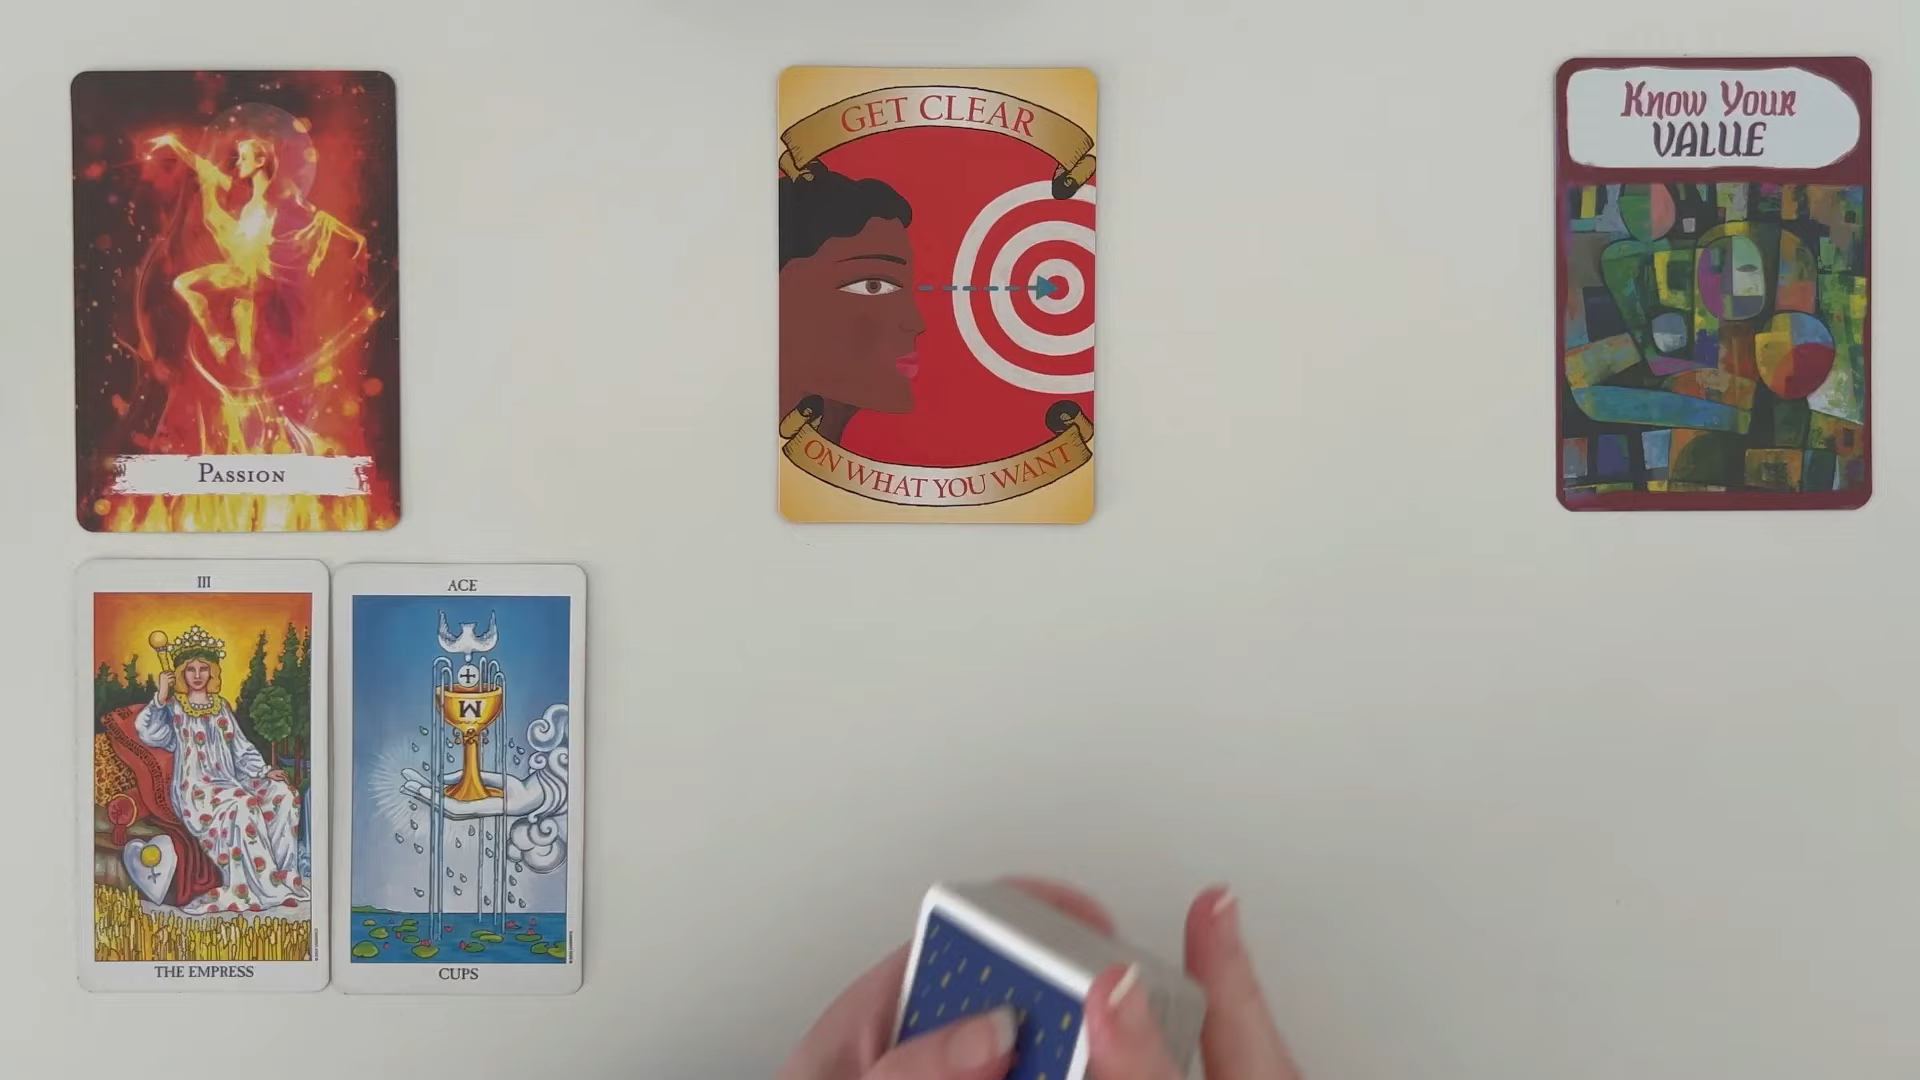 PASSION
GET CLEAR
ON WHAT YOU WANT
KNOW YOUR
VALUE
III
THE EMPRESS
ACE
W
CUPS